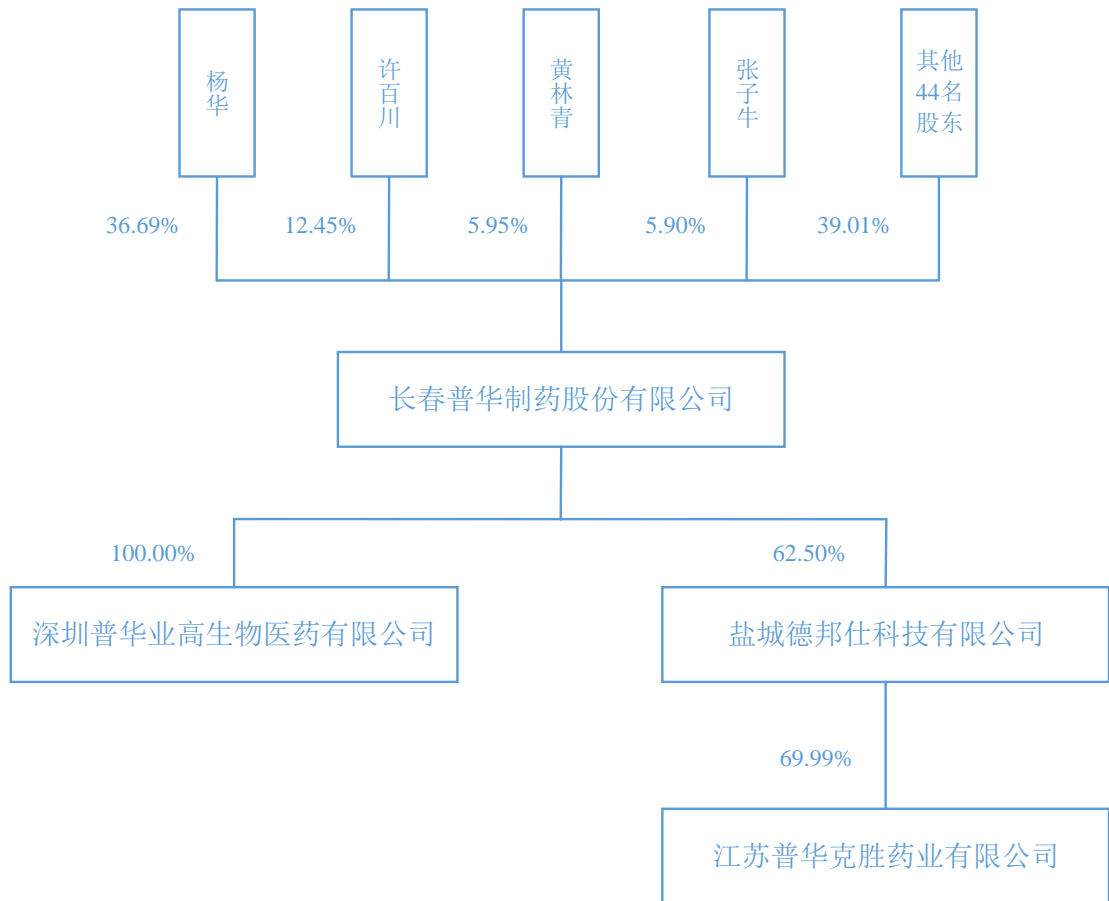 杨华
许百川
黄林青
张子牛
其他
44名
股东
36.69%
12.45%
5.95%
5.90%
39.01%
长春普华制药股份有限公司
100.00%
62.50%
深圳普华业高生物医药有限公司
盐城德邦仕科技有限公司
69.99%
江苏普华克胜药业有限公司